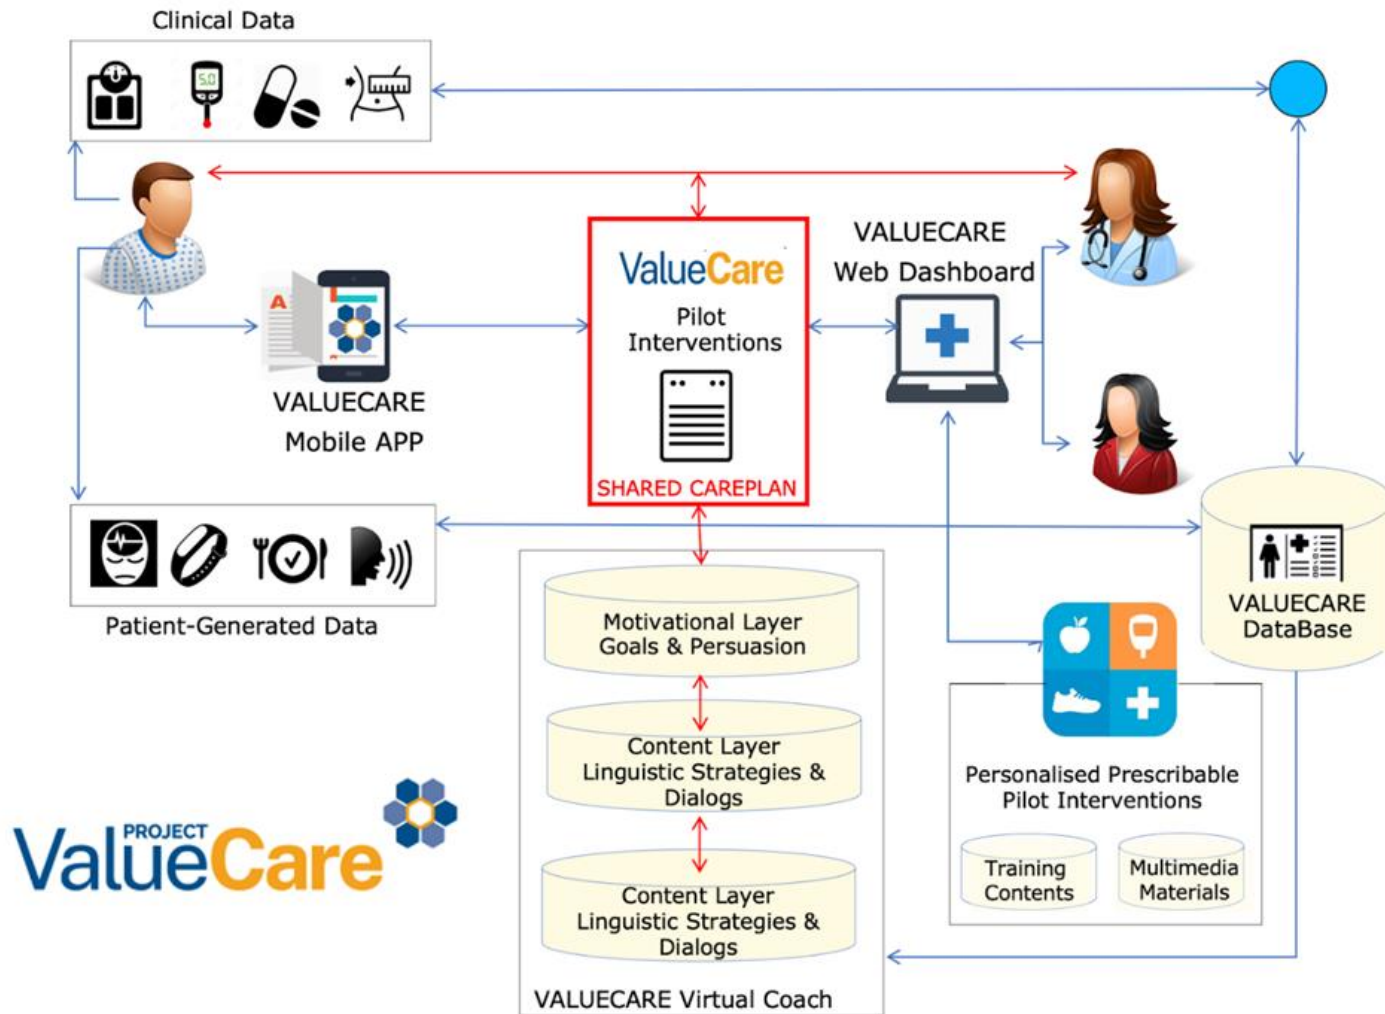 Clinical Data
5.0
ValueCare
Pilot
Interventions
SHARED CAREPLAN
VALUECARE
Web Dashboard
A
VALUECARE
Mobile APP
Patient-Generated Data
VALUECARE
DataBase
Motivational Layer
Goals & Persuasion
Content Layer
Linguistic Strategies &
Dialogs
Content Layer
Linguistic Strategies &
Dialogs
VALUECARE Virtual Coach
Personalised Prescribable
Pilot Interventions
Training
Contents
Multimedia
Materials
PROJECT
ValueCare